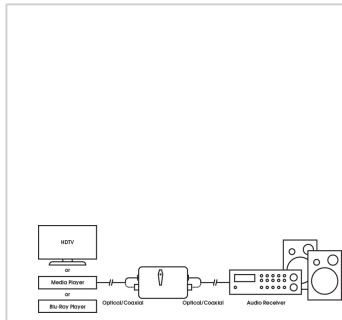 HDTV
or
Media Player
or
Blu-Ray Player
Optical/Coaxial
Optical/Coaxial
Audio Receiver